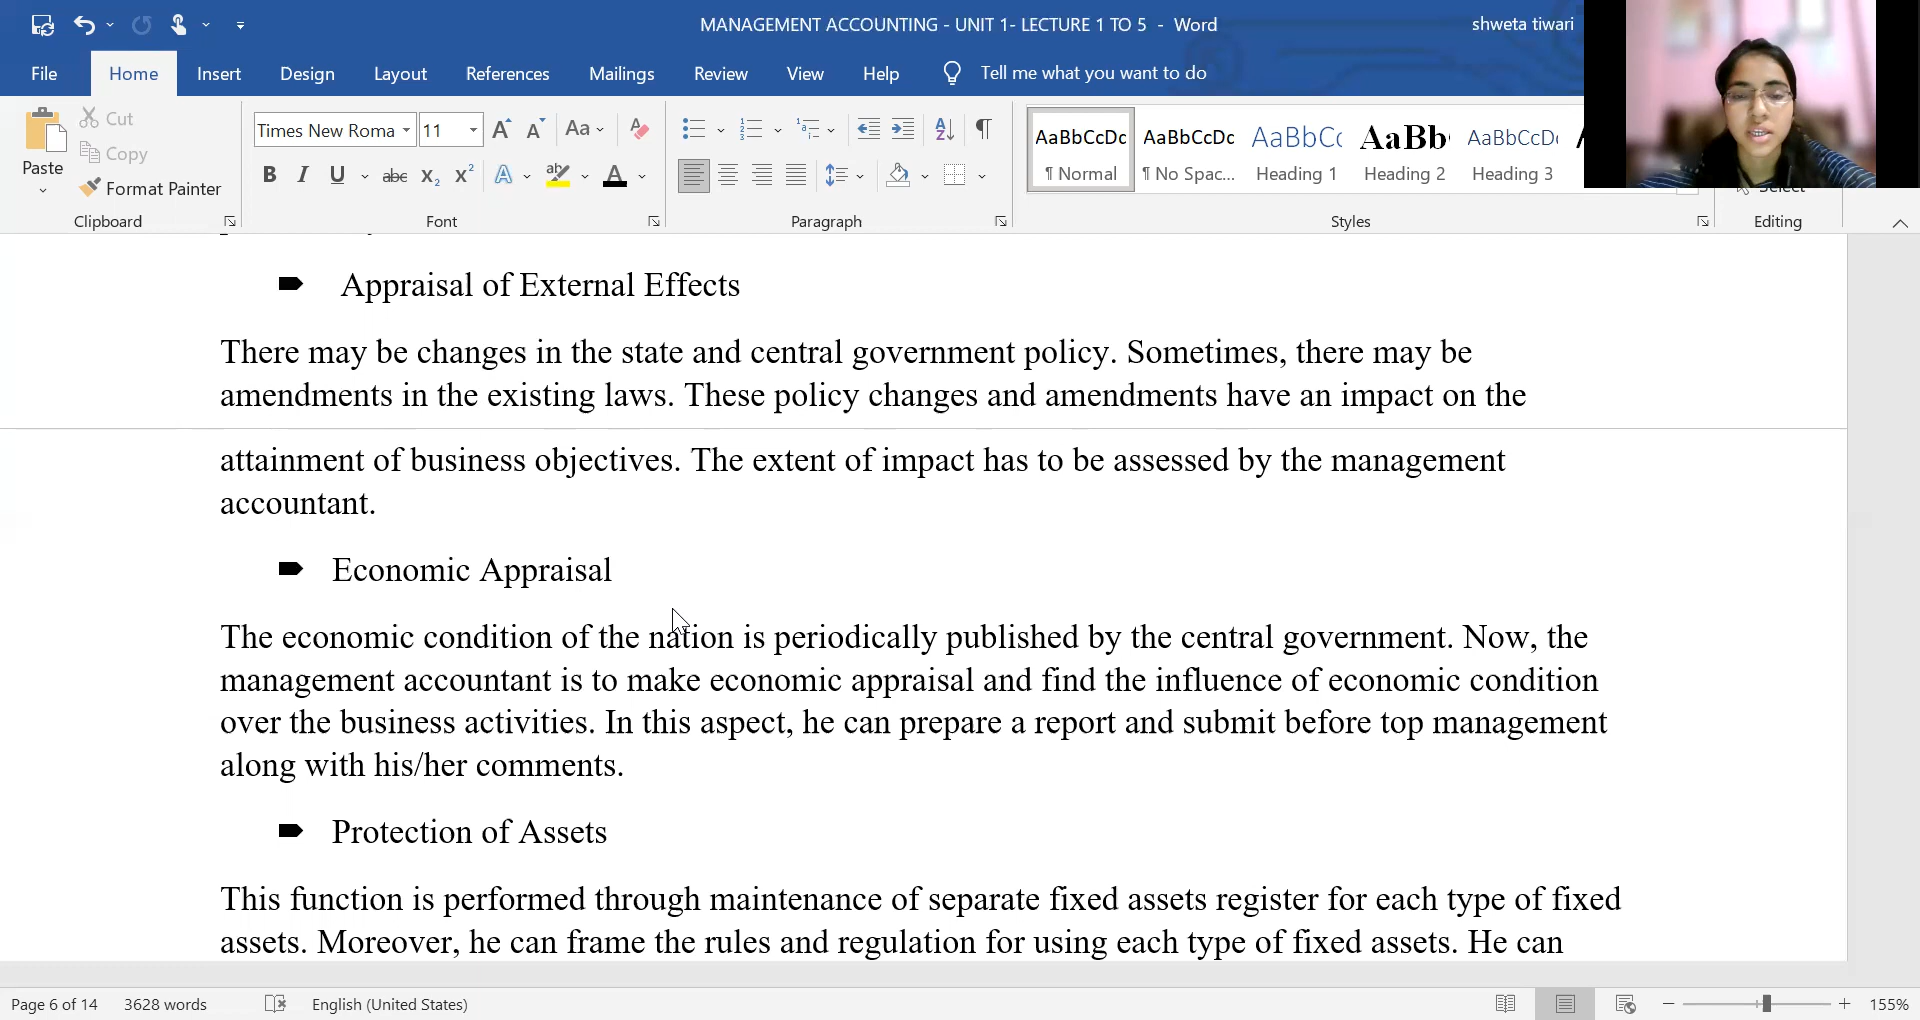 MANAGEMENT ACCOUNTING - UNIT 1- LECTURE 1 TO 5 - Word
shweta tiwari
File Home Insert Design Layout References Mailings Review View Help Tell me what you want to do
Paste
Cut
Copy
Format Painter
Times New Roma 11
Aa
B I U abc X₂ X²
AaBbCcDc AaBbCcDc AaBbC AaBb AaBbCcD
¶ Normal ¶ No Spac... Heading 1 Heading 2 Heading 3
Select
Clipboard Font Paragraph Styles Editing
Appraisal of External Effects
There may be changes in the state and central government policy. Sometimes, there may be
amendments in the existing laws. These policy changes and amendments have an impact on the
attainment of business objectives. The extent of impact has to be assessed by the management
accountant.
Economic Appraisal
The economic condition of the nation is periodically published by the central government. Now, the
management accountant is to make economic appraisal and find the influence of economic condition
over the business activities. In this aspect, he can prepare a report and submit before top management
along with his/her comments.
Protection of Assets
This function is performed through maintenance of separate fixed assets register for each type of fixed
assets. Moreover, he can frame the rules and regulation for using each type of fixed assets. He can
Page 6 of 14 3628 words English (United States) 155%